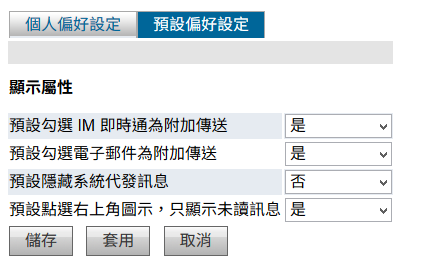 個人偏好設定 預設偏好設定
顯示屬性
預設勾選 IM 即時通為附加傳送 是
預設勾選電子郵件為附加傳送 是
預設隱藏系統代發訊息 否
預設點選右上角圖示，只顯示未讀訊息 是
儲存 套用 取消